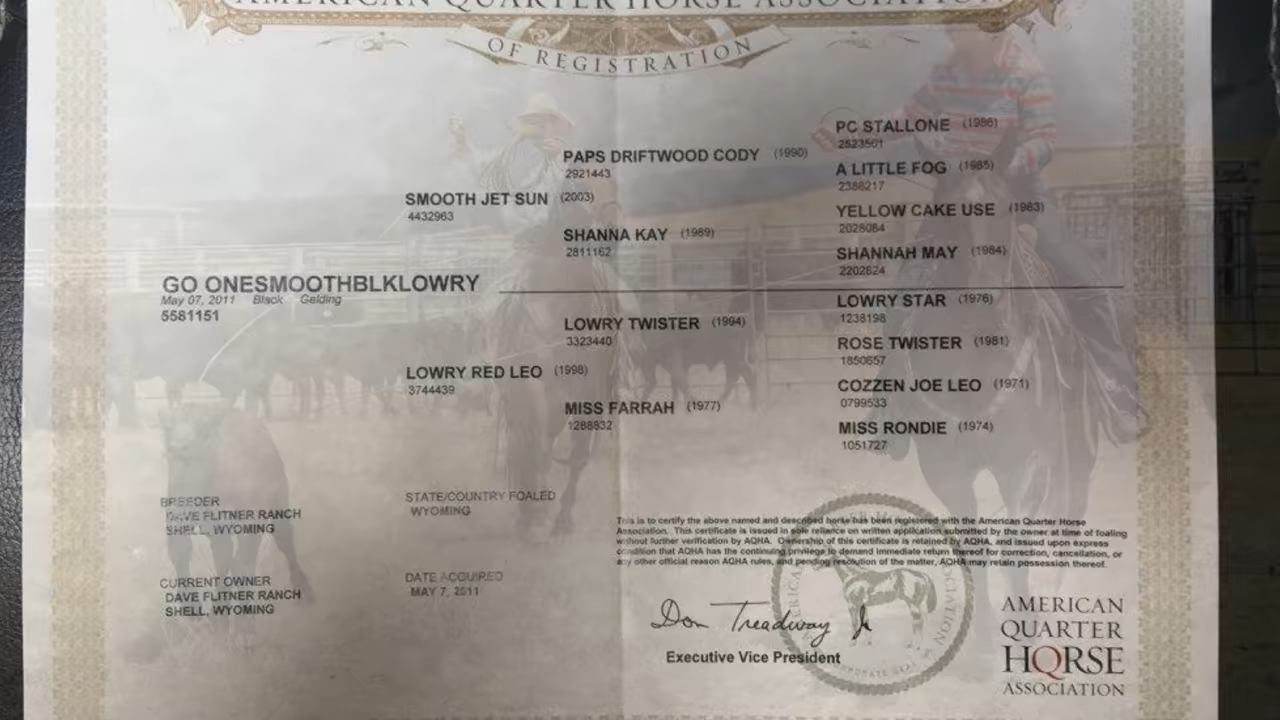 AMERICAN QUARTER HORSE ASSOCIATION
OF REGISTRATION
PC STALLONE (1986)
2523501
PAPS DRIFTWOOD CODY (1990)
2921443
A LITTLE FOG (1985)
2388217
SMOOTH JET SUN (2003)
4432963
YELLOW CAKE USE (1983)
2028084
SHANNA KAY (1989)
2811162
SHANNAH MAY (1984)
2202624
GO ONESMOOTHBLKLOWRY
May 07, 2011 Black Gelding
5581151
LOWRY STAR (1976)
1238198
LOWRY TWISTER (1994)
3323440
ROSE TWISTER (1981)
1850657
LOWRY RED LEO (1998)
3744439
COZZEN JOE LEO (1971)
0799533
MISS FARRAH (1977)
1288932
MISS RONDIE (1974)
1051727
BREEDER
DAVE FLITNER RANCH
SHELL, WYOMING
STATE/COUNTRY FOALED
WYOMING
CURRENT OWNER
DAVE FLITNER RANCH
SHELL, WYOMING
DATE ACQUIRED
MAY 7, 2011
This is to certify the above named and described horse has been registered with the American Quarter Horse
Association. This certificate is issued in sole reliance on written application submitted by the owner at time of foaling
without further verification by AQHA. Ownership of this certificate is retained by AQHA, and issued upon express
condition that AQHA has the continuing privilege to demand immediate return thereof for correction, cancellation, or
any other official reason AQHA rules, and pending resolution of the matter, AQHA may retain possession thereof.
Don Treadway Jr
Executive Vice President
AMERICAN
QUARTER
HORSE
ASSOCIATION